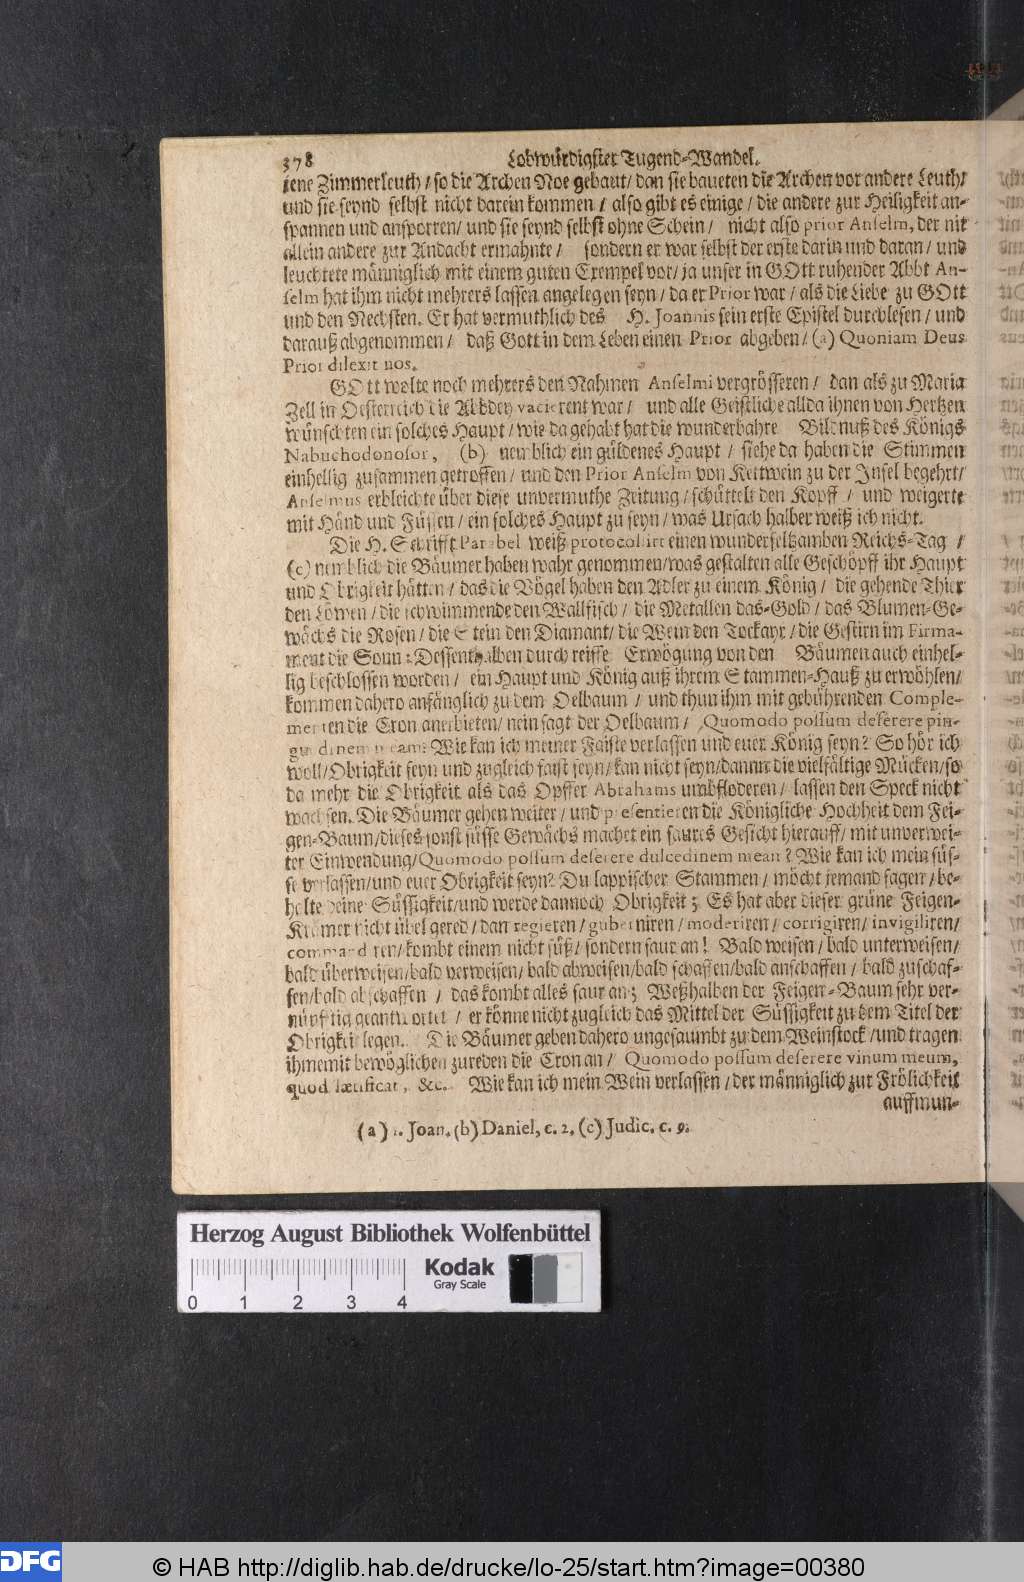 378 Lobwürdigster Tugend-Wandel.
jene Zimmerleuth / so die Archen Noe gebaut / dan sie baueten die Archen vor andere Leuth /
und sie seynd selbst nicht darein kommen / also gibt es einige / die andere zur Heiligkeit an-
spannen und ansporren / und sie seynd selbst ohne Schein / nicht also prior Anselm, der nit
allein andere zur Andacht ermahnte / sondern er war selbst der erste darin und daran / und
leuchtete männiglich mit einem guten Exempel vor / ja unser in GOtt ruhender Abbt An-
selm hat ihm nicht mehrers lassen angelegen seyn / da er Prior war / als die Liebe zu GOtt
und den Nechsten. Er hat vermuthlich des H. Joannis sein erste Epistel durchlesen / und
darauß abgenommen / daß Gott in dem Leben einen Prior abgeben / (a) Quoniam Deus
Prior dilexit nos.
GOtt wolte noch mehrers den Nahmen Anselmi vergrösseren / dan als zu Maria
Zell in Oesterreich die Abbdey vacierent war / und alle Geistliche allda ihnen von Hertzen
wünschten ein solches Haupt / wie da gehabt hat die wunderbahre Bildnuß des Königs
Nabuchodonosor, (b) nemblich ein güldenes Haupt / siehe da haben die Stimmen
einhellig zusammen getroffen / und den Prior Anselm von Kettwein zu der Insel begehrt /
Anselmus erbleichte über diese unvermuthe Zeitung / schüttelt den Kopff / und weigerte
mit Händ und Füssen / ein solches Haupt zu seyn / was Ursach halber weiß ich nicht.
Die H. Schrifft Parabel weiß protocollirt einen wunderseltzamben Reichs-Tag /
(c) nemblich die Bäumer haben wahr genommen / was gestalten alle Geschöpff ihr Haupt
und Obrigkeit hätten / das die Vögel haben den Adler zu einem König / die gehende Thier
den Löwen / die schwimmende den Wallfisch / die Metallen das-Gold / das Blumen-Ge-
wächs die Rosen / die Stein den Diamant / die Wein den Tockayr / die Gestirn im Firma-
ment die Sonn: Dessenthalben durch reiffe Erwögung von den Bäumen auch einhel-
lig beschlossen worden / ein Haupt und König auß ihrem Stammen-Hauß zu erwöhlen /
kommen dahero anfänglich zu dem Oelbaum / und thun ihm mit gebührenden Comple-
menten die Cron anerbieten / nein sagt der Oelbaum / Quomodo possum deserere pin-
guedinem meam? Wie kan ich meiner Faiste verlassen und euer König seyn? So hör ich
woll / Obrigkeit seyn und zugleich faist seyn / kan nicht seyn / dann die vielfältige Mücken / so
da mehr die Obrigkeit als das Opffer Abrahams umbfloderen / lassen den Speck nicht
wachsen. Die Bäumer gehen weiter / und præsentieren die Königliche Hochheit dem Fei-
gen-Baum / dieses sonst süsse Gewächs machet ein saures Gesicht hierauff / mit unverwei-
ter Einwendung / Quomodo possum deserere dulcedinem mean? Wie kan ich mein süs-
se verlassen / und euer Obrigkeit seyn? Du lappischer Stammen / möcht jemand sagen / be-
halte deine Süssigkeit / und werde dannoch Obrigkeit; Es hat aber dieser grüne Feigen-
Kramer nicht übel gered / dan regieren / guberniren / moderiren / corrigiren / invigiliren /
commandiren / kombt einem nicht süß / sondern saur an! Bald weisen / bald unterweisen /
bald überweisen / bald verweisen / bald abweisen / bald schaffen / bald anschaffen / bald zuschaf-
fen / bald abschaffen / das kombt alles saur an; Weßhalben der Feigen-Baum sehr ver-
nünfftig geantwortet / er könne nicht zugleich das Mittel der Süssigkeit zu dem Titel der
Obrigkeit legen. Die Bäumer geben dahero ungesaumbt zu dem Weinstock / und tragen
ihme mit bewöglichen zureden die Cron an / Quomodo possum deserere vinum meum,
quod lætificat, &c. Wie kan ich mein Wein verlassen / der männiglich zur Frölichkeit
auffmun-
(a) 1. Joan. (b) Daniel, c. 2. (c) Judic. c. 9.
Herzog August Bibliothek Wolfenbüttel
Kodak
Gray Scale
0 1 2 3 4
DFG © HAB http://diglib.hab.de/drucke/lo-25/start.htm?image=00380